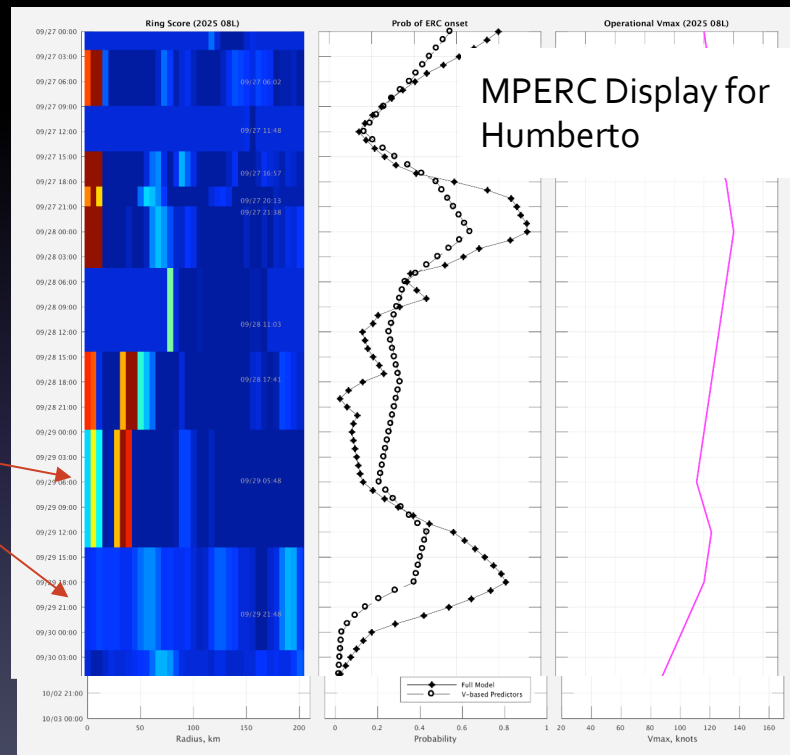 Ring Score (2025 08L)
Prob of ERC onset
Operational Vmax (2025 08L)
MPERC Display for
Humberto
09/27 00:00
09/27 03:00
09/27 06:00
09/27 09:00
09/27 12:00
09/27 15:00
09/27 18:00
09/27 21:00
09/28 00:00
09/28 03:00
09/28 06:00
09/28 09:00
09/28 12:00
09/28 15:00
09/28 18:00
09/28 21:00
09/29 00:00
09/29 03:00
09/29 06:00
09/29 09:00
09/29 12:00
09/29 15:00
09/29 18:00
09/29 21:00
09/30 00:00
09/30 03:00
10/02 21:00
10/03 00:00
09/27 06:02
09/27 11:48
09/27 16:57
09/27 20:13
09/27 21:38
09/28 11:03
09/28 17:41
09/29 05:48
09/29 21:48
Full Model
V-based Predictors
0 50 100 150 200
Radius, km
0 0.2 0.4 0.6 0.8 1
Probability
20 40 60 80 100 120 140 160
Vmax, knots